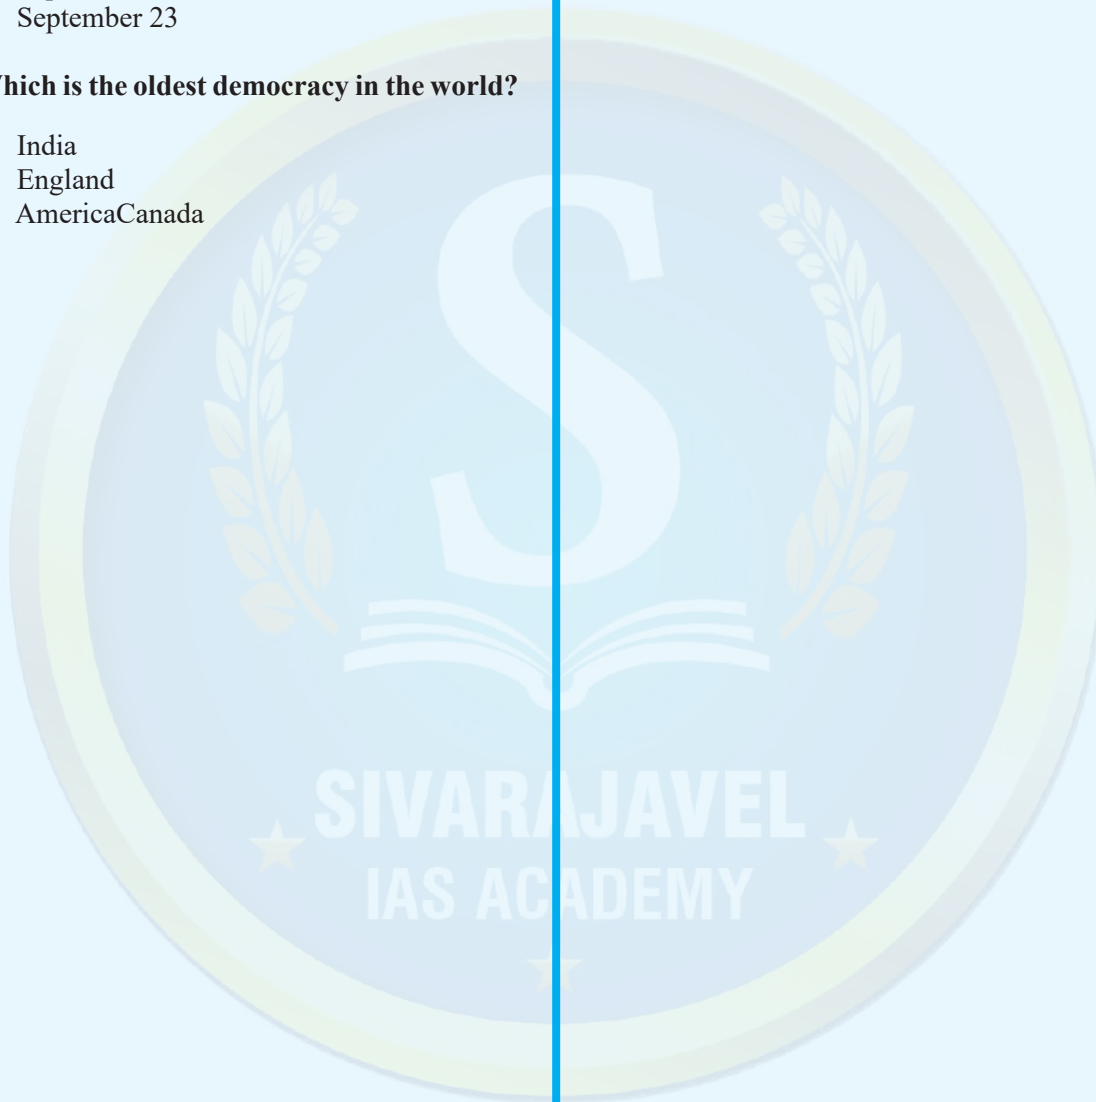 September 23
Which is the oldest democracy in the world?
India
England
AmericaCanada
S
SIVARAJAVEL
IAS ACADEMY